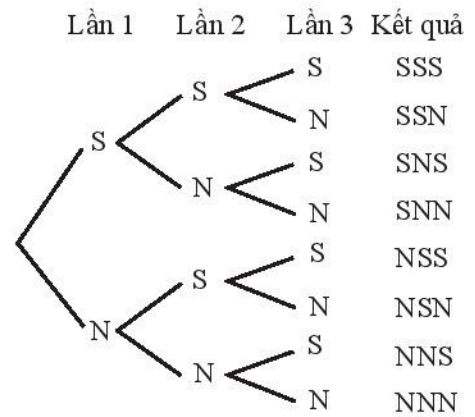 Lần 1 Lần 2 Lần 3 Kết quả
S SSS
S
N SSN
S
S SNS
N
N SNN
S NSS
S
N NSN
N
S NNS
N
N NNN